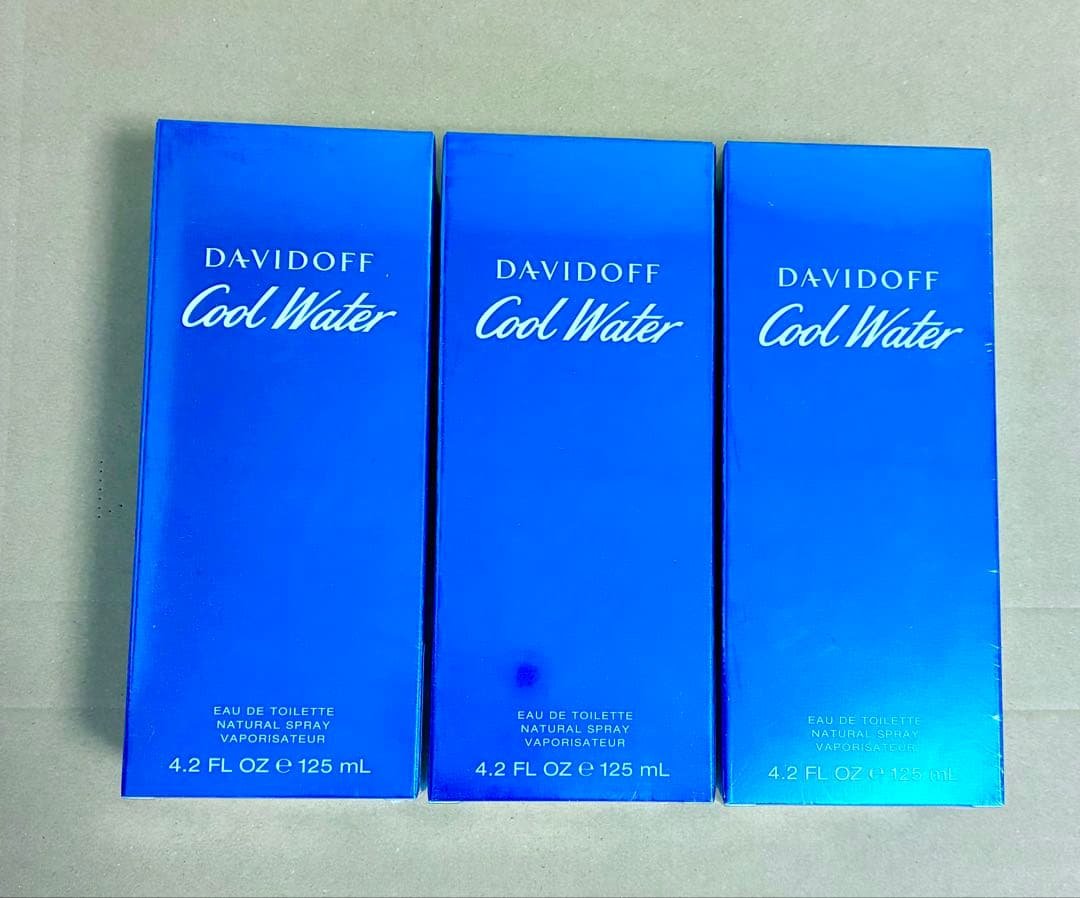 DAVIDOFF
Cool Water
EAU DE TOILETTE
NATURAL SPRAY
VAPORISATEUR
4.2 FL OZ ℮ 125 mL
DAVIDOFF
Cool Water
EAU DE TOILETTE
NATURAL SPRAY
VAPORISATEUR
4.2 FL OZ ℮ 125 mL
DAVIDOFF
Cool Water
EAU DE TOILETTE
NATURAL SPRAY
VAPORISATEUR
4.2 FL OZ ℮ 125 mL